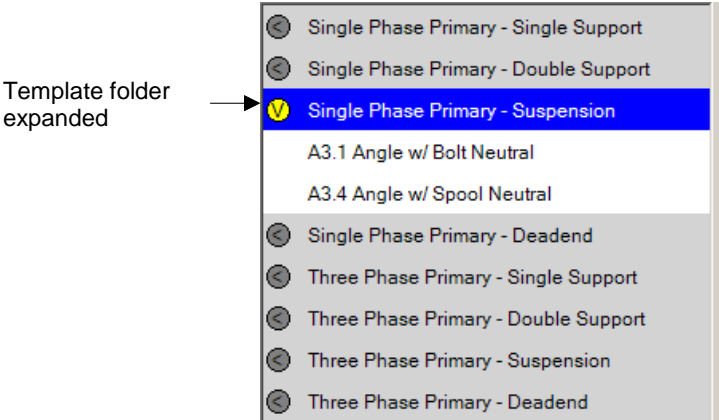 Single Phase Primary - Single Support
Single Phase Primary - Double Support
Template folder
expanded
Single Phase Primary - Suspension
A3.1 Angle w/ Bolt Neutral
A3.4 Angle w/ Spool Neutral
Single Phase Primary - Deadend
Three Phase Primary - Single Support
Three Phase Primary - Double Support
Three Phase Primary - Suspension
Three Phase Primary - Deadend